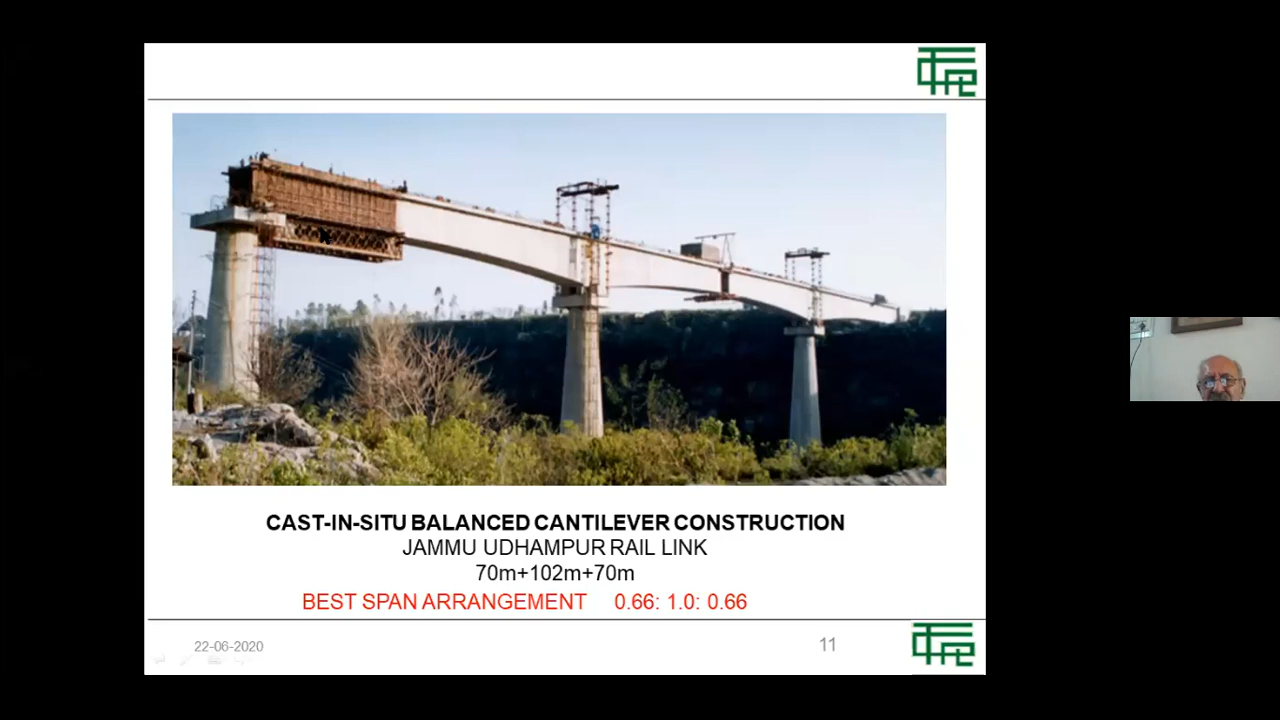 CAST-IN-SITU BALANCED CANTILEVER CONSTRUCTION
JAMMU UDHAMPUR RAIL LINK
70m+102m+70m
BEST SPAN ARRANGEMENT 0.66: 1.0: 0.66
22-06-2020 11